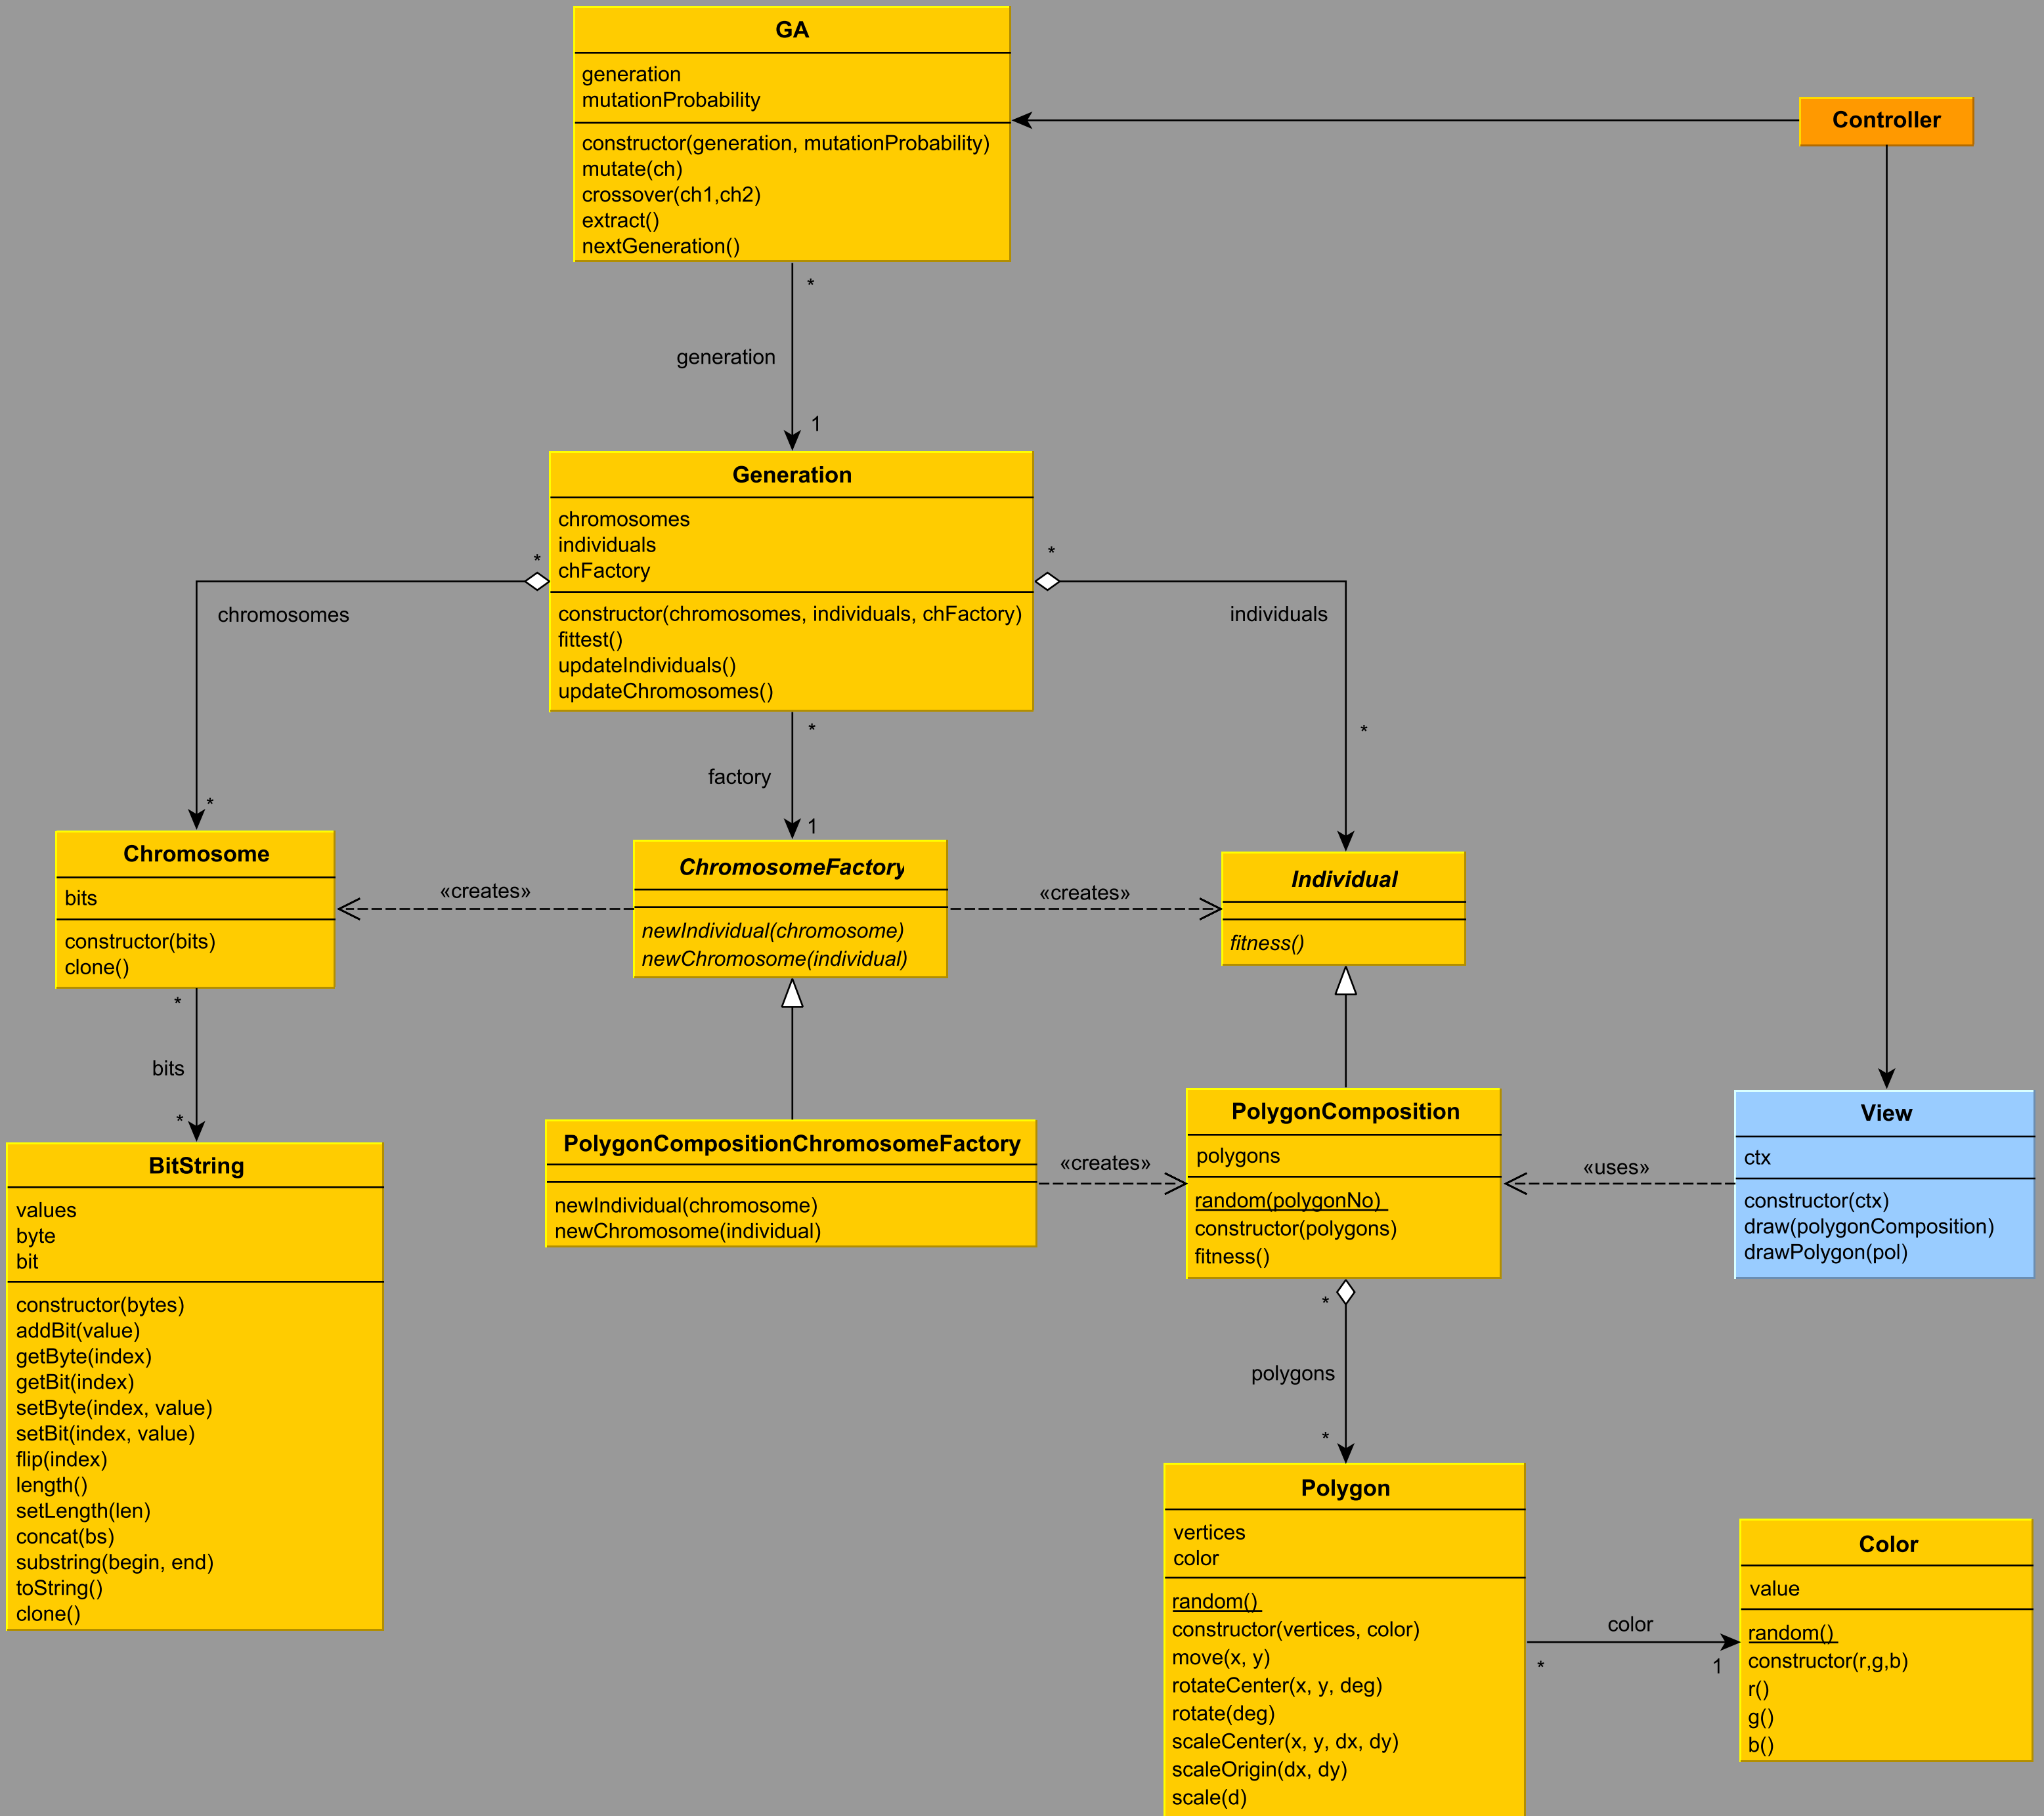 GA
generation
mutationProbability
constructor(generation, mutationProbability)
mutate(ch)
crossover(ch1,ch2)
extract()
nextGeneration()
Controller
*
generation
1
Generation
chromosomes
individuals
chFactory
constructor(chromosomes, individuals, chFactory)
fittest()
updateIndividuals()
updateChromosomes()
*
chromosomes
*
*
individuals
*
*
factory
1
Chromosome
bits
constructor(bits)
clone()
«creates»
ChromosomeFactory
newIndividual(chromosome)
newChromosome(individual)
«creates»
Individual
fitness()
*
bits
*
BitString
values
byte
bit
constructor(bytes)
addBit(value)
getByte(index)
getBit(index)
setByte(index, value)
setBit(index, value)
flip(index)
length()
setLength(len)
concat(bs)
substring(begin, end)
toString()
clone()
PolygonCompositionChromosomeFactory
newIndividual(chromosome)
newChromosome(individual)
«creates»
PolygonComposition
polygons
random(polygonNo)
constructor(polygons)
fitness()
«uses»
View
ctx
constructor(ctx)
draw(polygonComposition)
drawPolygon(pol)
*
polygons
*
Polygon
vertices
color
random()
constructor(vertices, color)
move(x, y)
rotateCenter(x, y, deg)
rotate(deg)
scaleCenter(x, y, dx, dy)
scaleOrigin(dx, dy)
scale(d)
color
*
1
Color
value
random()
constructor(r,g,b)
r()
g()
b()